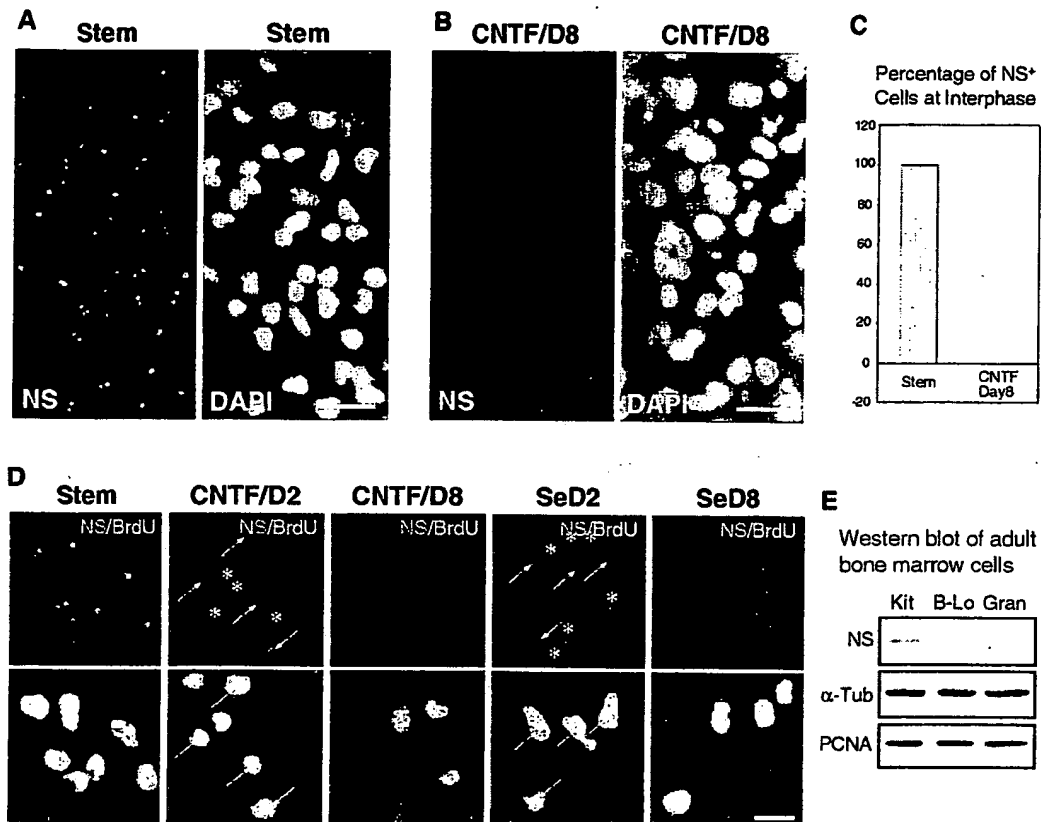 A
Stem
Stem
NS
DAPI
B
CNTF/D8
CNTF/D8
NS
DAPI
C
Percentage of NS+
Cells at Interphase
120
100
80
60
40
20
0
-20
Stem
CNTF
Day8
D
Stem
CNTF/D2
CNTF/D8
SeD2
SeD8
NS/BrdU
NS/BrdU
NS/BrdU
NS/BrdU
NS/BrdU
E
Western blot of adult
bone marrow cells
Kit B-Lo Gran
NS
α-Tub
PCNA